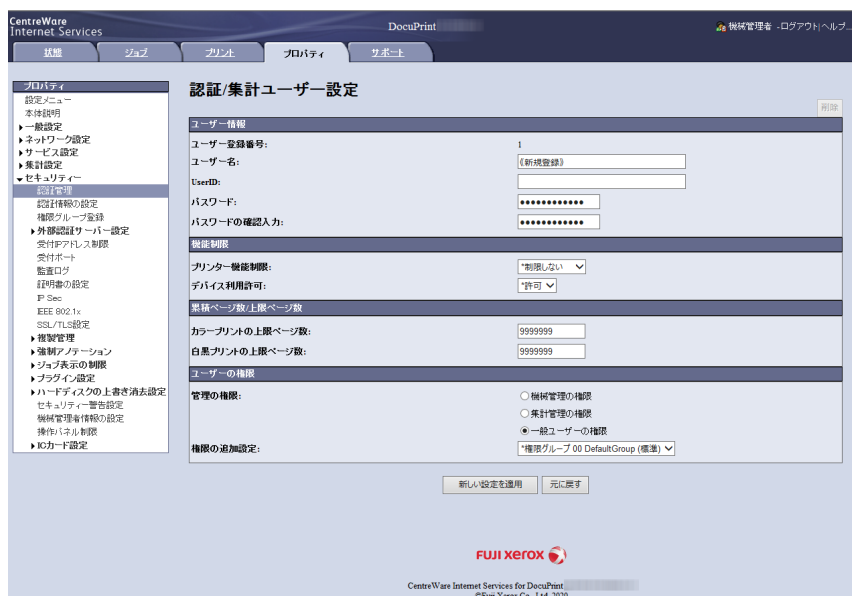 CentreWare
Internet Services
DocuPrint
機械管理者 -ログアウト|ヘルプ...
状態 ジョブ プリント プロパティ サポート
プロパティ
設定メニュー
本体説明
一般設定
ネットワーク設定
サービス設定
集計設定
セキュリティー
認証管理
認証情報の設定
権限グループ登録
外部認証サーバー設定
受付IPアドレス制限
受付ポート
監査ログ
証明書の設定
IP Sec
IEEE 802.1x
SSL/TLS設定
複製管理
強制アノテーション
ジョブ表示の制限
プラグイン設定
ハードディスクの上書き消去設定
セキュリティー警告設定
機械管理者情報の設定
操作パネル制限
ICカード設定
認証/集計ユーザー設定
削除
ユーザー情報
ユーザー登録番号: 1
ユーザー名: 《新規登録》
UserID:
パスワード: ●●●●●●●●●●●●
パスワードの確認入力: ●●●●●●●●●●●●
機能制限
プリンター機能制限: *制限しない
デバイス利用許可: *許可
累積ページ数/上限ページ数
カラープリントの上限ページ数: 9999999
白黒プリントの上限ページ数: 9999999
ユーザーの権限
管理の権限: 機械管理の権限
集計管理の権限
一般ユーザーの権限
権限の追加設定: *権限グループ 00 DefaultGroup (標準)
新しい設定を適用 元に戻す
FUJI XEROX
CentreWare Internet Services for DocuPrint
©Fuji Xerox Co., Ltd. 2020